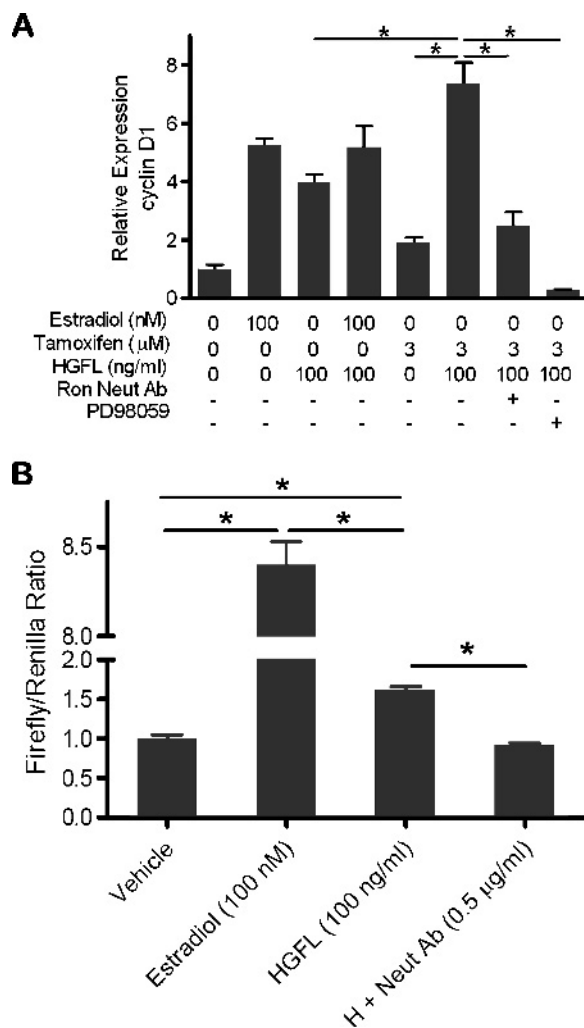 A
* *
* *
Relative Expression
cyclin D1
8
6
4
2
0
Estradiol (nM) 0 100 0 100 0 0 0 0
Tamoxifen (μM) 0 0 0 0 3 3 3 3
HGFL (ng/ml) 0 0 100 100 0 100 100 100
Ron Neut Ab - - - - - - + -
PD98059 - - - - - - - +
B
*
* *
*
Firefly/Renilla Ratio
8.5
8.0
2.0
1.5
1.0
0.5
0.0
Vehicle
Estradiol (100 nM)
HGFL (100 ng/ml)
H + Neut Ab (0.5 μg/ml)